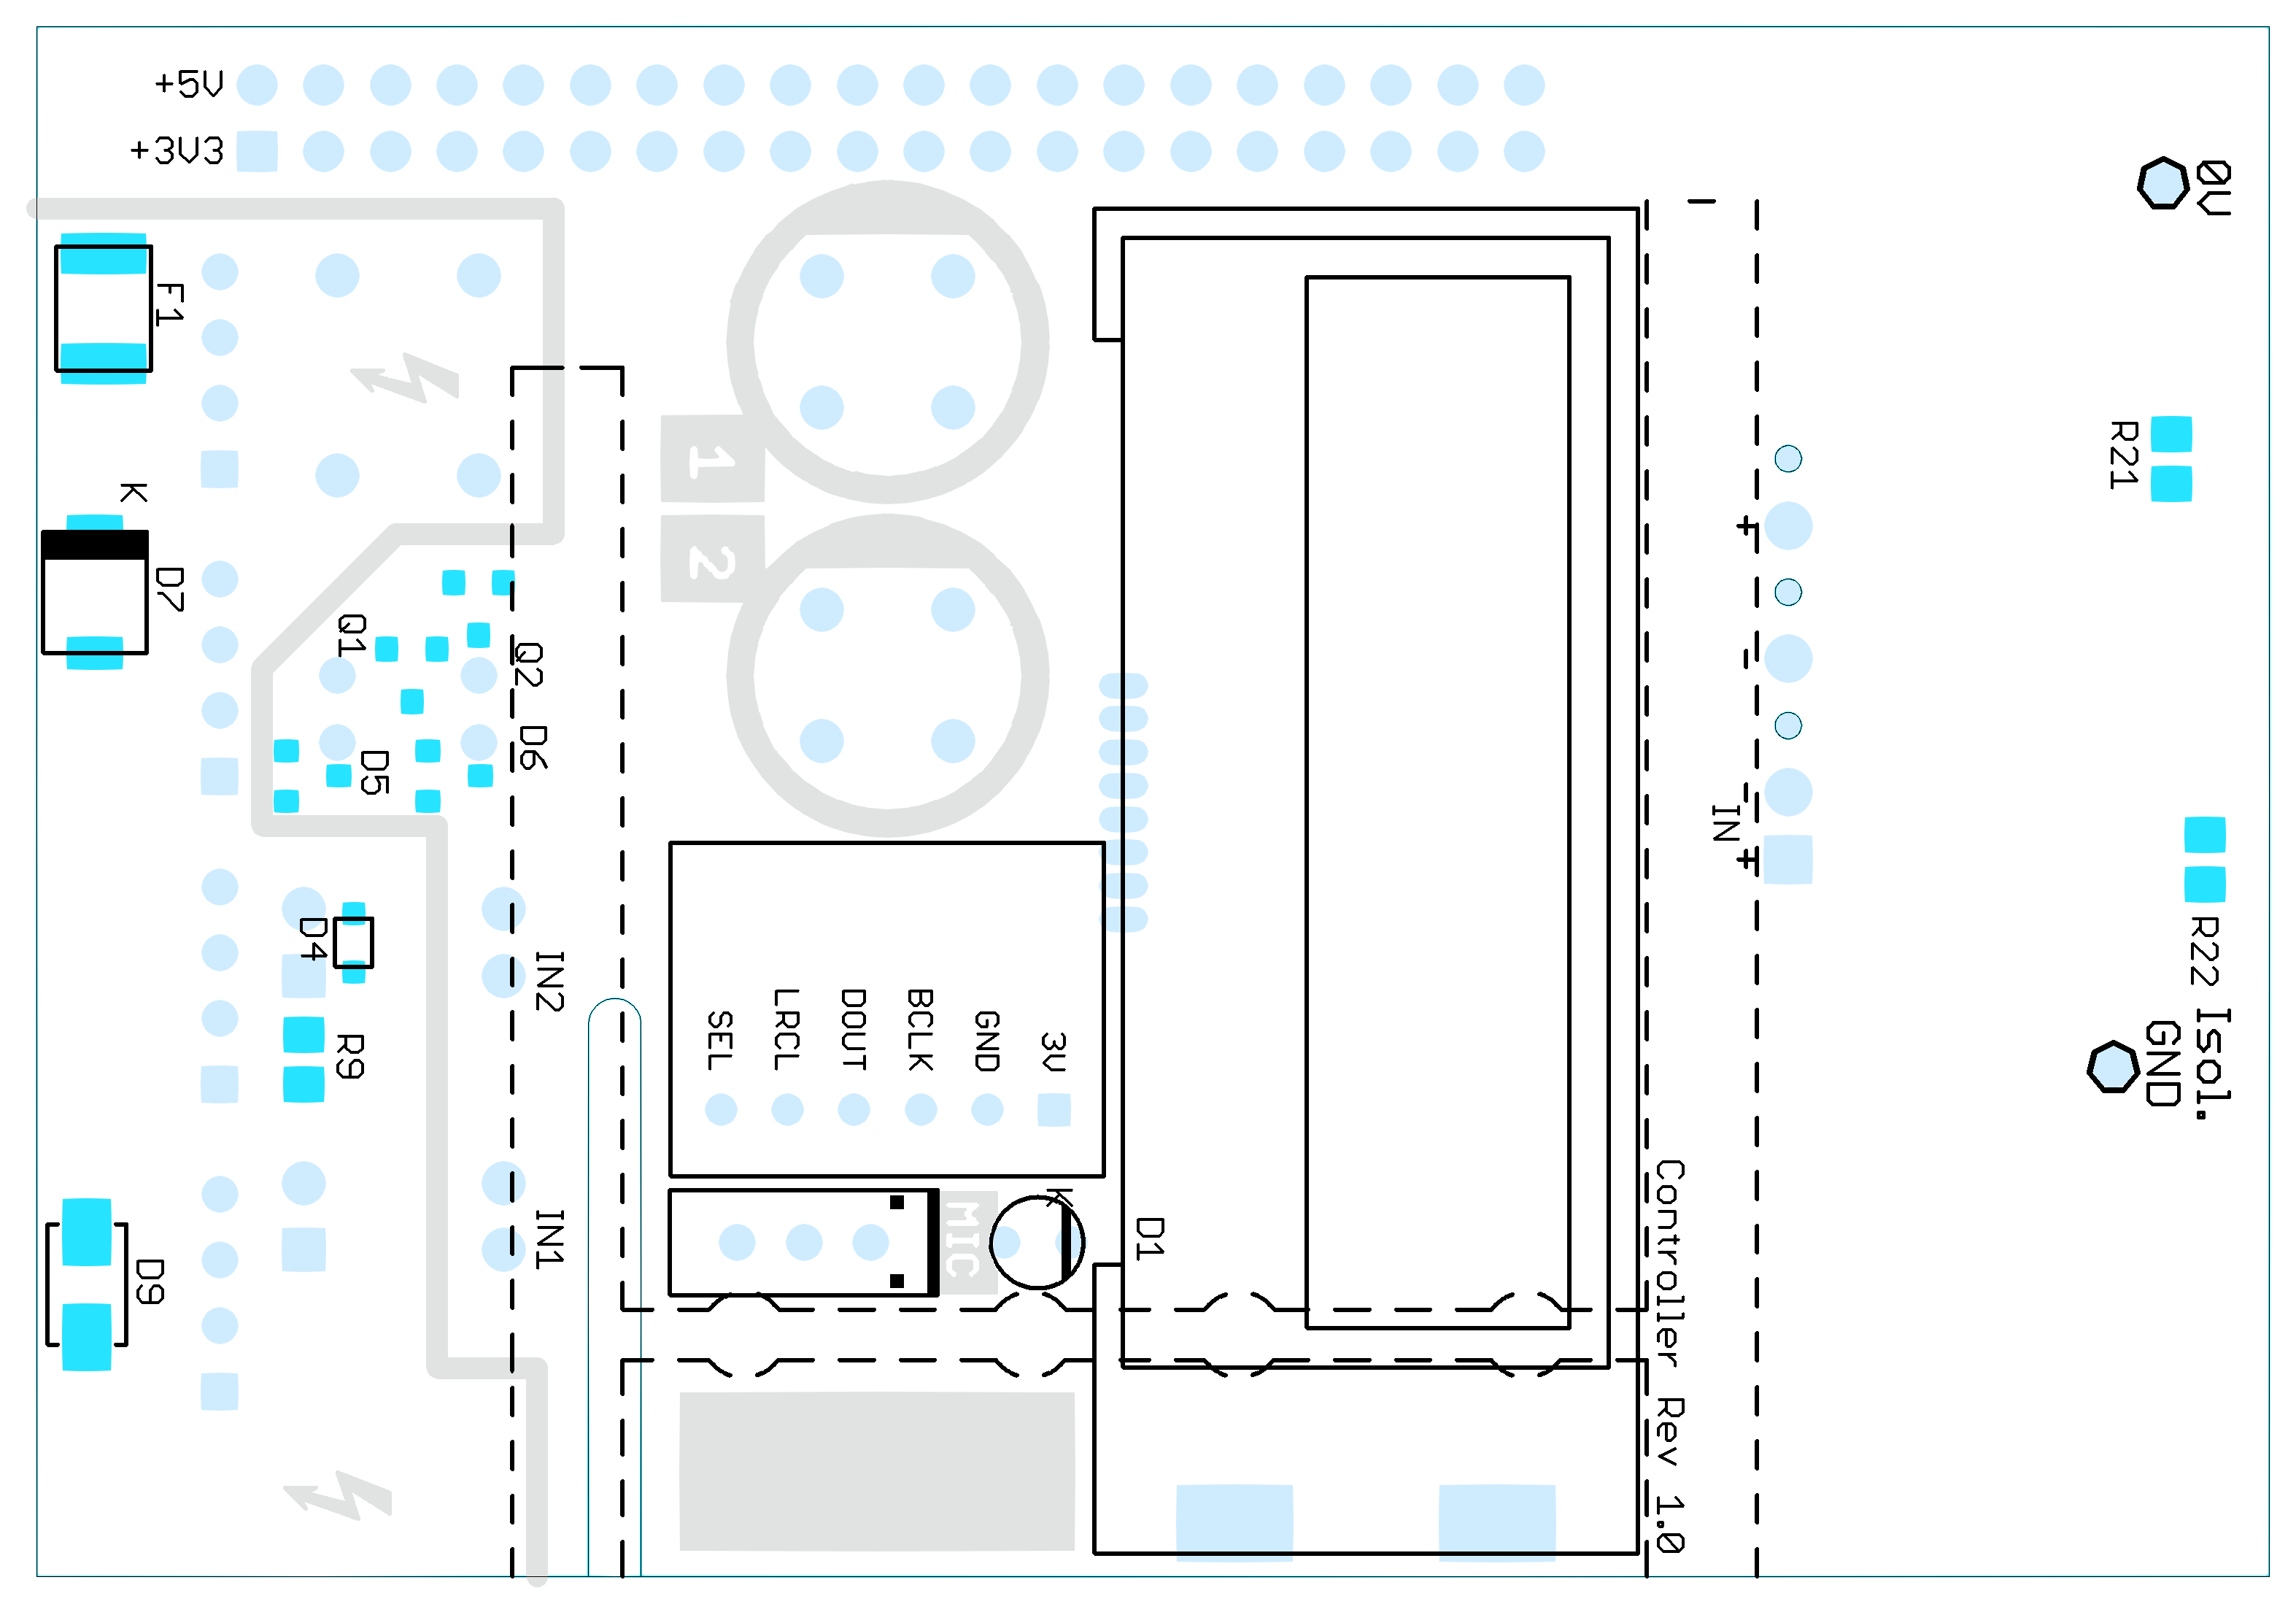 +5V
+3V3
0V
F1
1
R21
K
2
D7
Q1
Q2
D6
D5
IN
D4
IN2
R22
Isol.
GND
SEL
LRCL
DOUT
BCLK
GND
3V
R9
Controller Rev 1.0
K
MIC
D1
IN1
D9